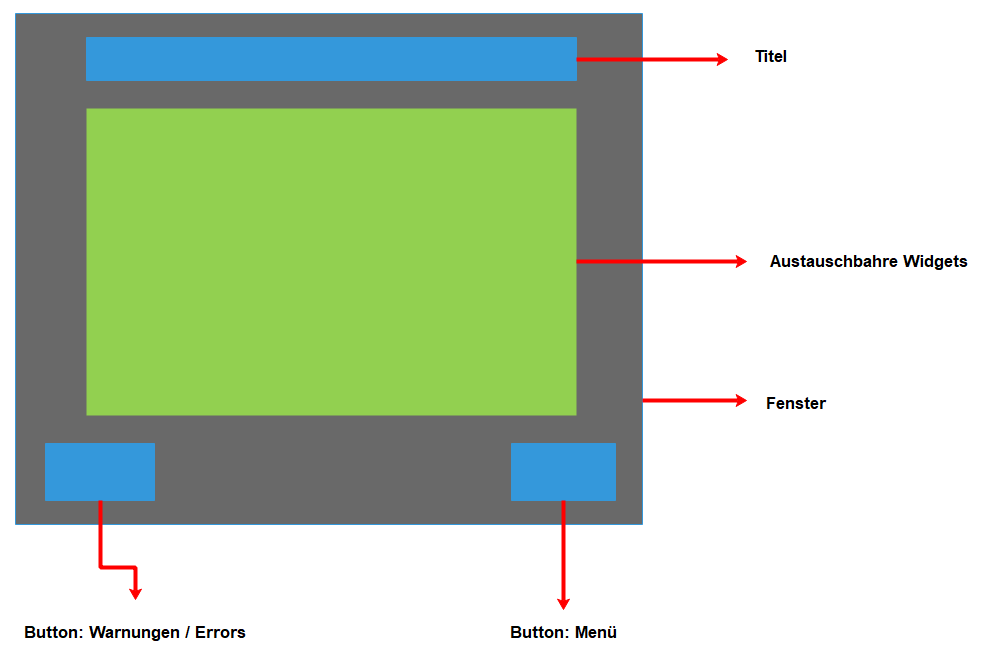 Titel
Austauschbahre Widgets
Fenster
Button: Warnungen / Errors
Button: Menü